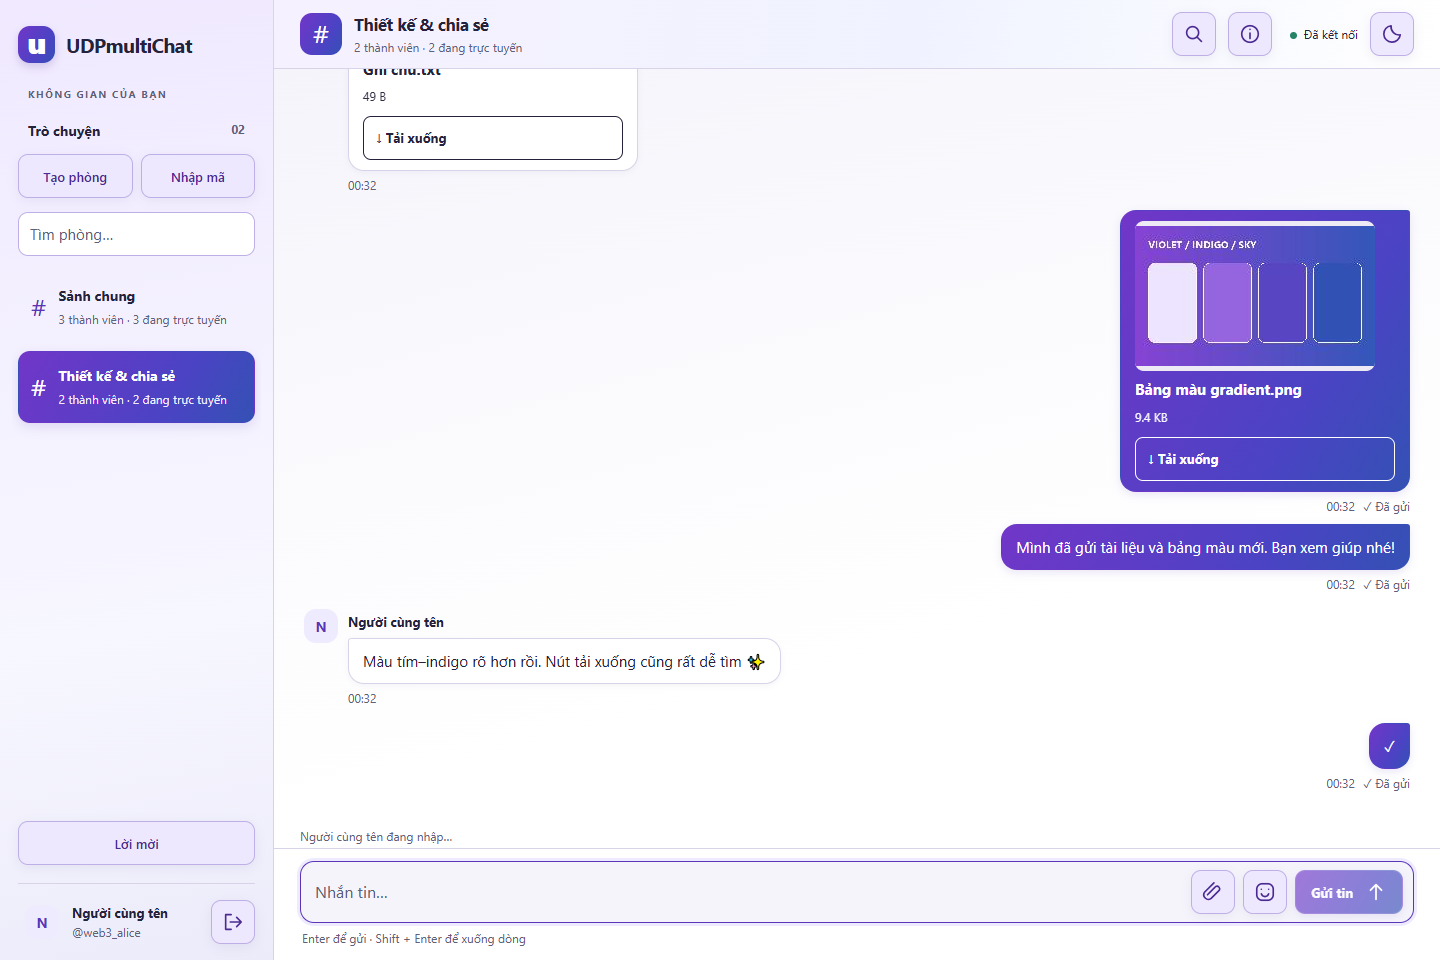 u UDPmultiChat
KHÔNG GIAN CỦA BẠN
Trò chuyện 02
Tạo phòng Nhập mã
Tìm phòng...
# Sảnh chung
3 thành viên · 3 đang trực tuyến
# Thiết kế & chia sẻ
2 thành viên · 2 đang trực tuyến
Lời mời
N Người cùng tên
@web3_alice
# Thiết kế & chia sẻ
2 thành viên · 2 đang trực tuyến
Đã kết nối
Ghi chú.txt
49 B
↓ Tải xuống
00:32
VIOLET / INDIGO / SKY
Bảng màu gradient.png
9.4 KB
↓ Tải xuống
00:32 ✓ Đã gửi
Mình đã gửi tài liệu và bảng màu mới. Bạn xem giúp nhé!
00:32 ✓ Đã gửi
N Người cùng tên
Màu tím–indigo rõ hơn rồi. Nút tải xuống cũng rất dễ tìm ✨
00:32
✓
00:32 ✓ Đã gửi
Người cùng tên đang nhập...
Nhắn tin...
Gửi tin ↑
Enter để gửi · Shift + Enter để xuống dòng